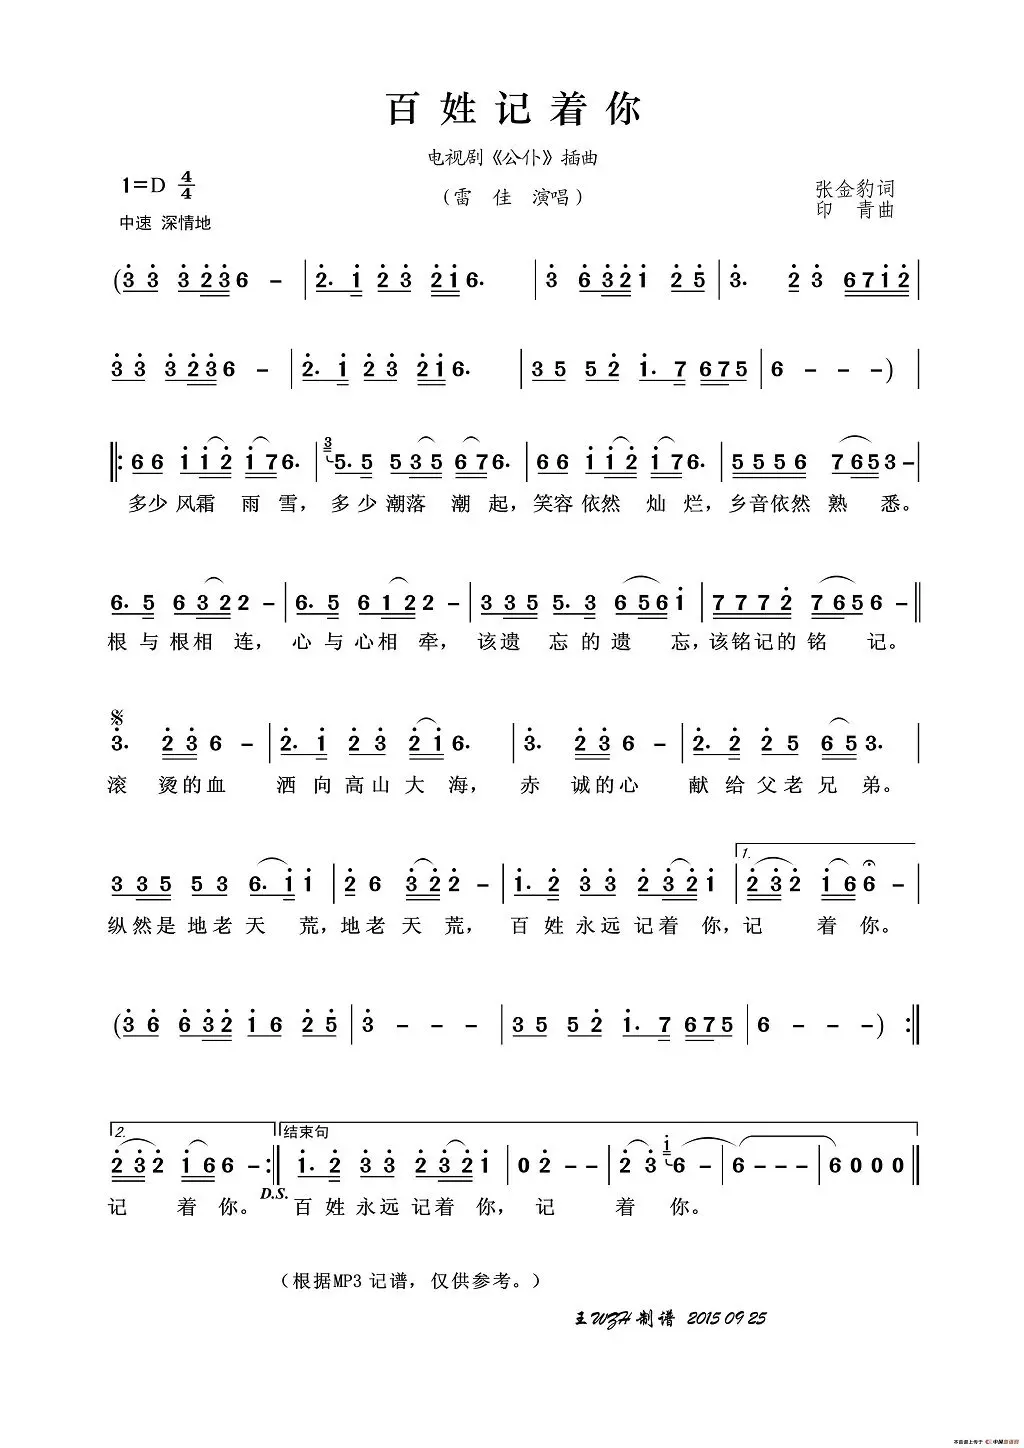 百姓记着你
电视剧《公仆》插曲
1=D 4/4
（雷 佳 演唱）
张金豹词
中速 深情地
印 青曲
(3 3 3 2 3 6 - | 2. 1 2 3 2 1 6. | 3 6 3 2 1 2 5 | 3. 2 3 6 7 1 2 |
3 3 3 2 3 6 - | 2. 1 2 3 2 1 6. | 3 5 5 2 1. 7 6 7 5 | 6 - - -) |
‖: 6 6 1 1 2 1 7 6. | 3 5. 5 5 3 5 6 7 6. | 6 6 1 1 2 1 7 6. | 5 5 5 6 7 6 5 3 - |
多少 风霜 雨 雪， 多 少 潮落 潮 起， 笑容 依然 灿 烂， 乡音依然 熟 悉。
6. 5 6 3 2 2 - | 6. 5 6 1 2 2 - | 3 3 5 5. 3 6 5 6 1 | 7 7 7 2 7 6 5 6 - ‖
根 与 根相 连， 心 与 心相 牵， 该遗 忘 的 遗 忘， 该铭记的 铭 记。
3. 2 3 6 - | 2. 1 2 3 2 1 6. | 3. 2 3 6 - | 2. 2 2 5 6 5 3. |
滚 烫的血 洒 向 高山 大 海， 赤 诚的心 献 给 父老 兄 弟。
1.
3 3 5 5 3 6. 1 1 | 2 6 3 2 2 - | 1. 2 3 3 2 3 2 1 | 2 3 2 1 6 6 - |
纵然是 地老 天 荒， 地老 天 荒， 百 姓 永远 记着 你， 记 着 你。
(3 6 6 3 2 1 6 2 5 | 3 - - - | 3 5 5 2 1. 7 6 7 5 | 6 - - -) :‖
2. 结束句
2 3 2 1 6 6 - :‖ 1. 2 3 3 2 3 2 1 | 0 2 - - | 2 3 1 6 - | 6 - - - | 6 0 0 0 ‖
D.S.
记 着 你。 百 姓 永远 记着 你， 记 着 你。
（根据MP3 记谱，仅供参考。）
王WZH 制谱 2015 09 25